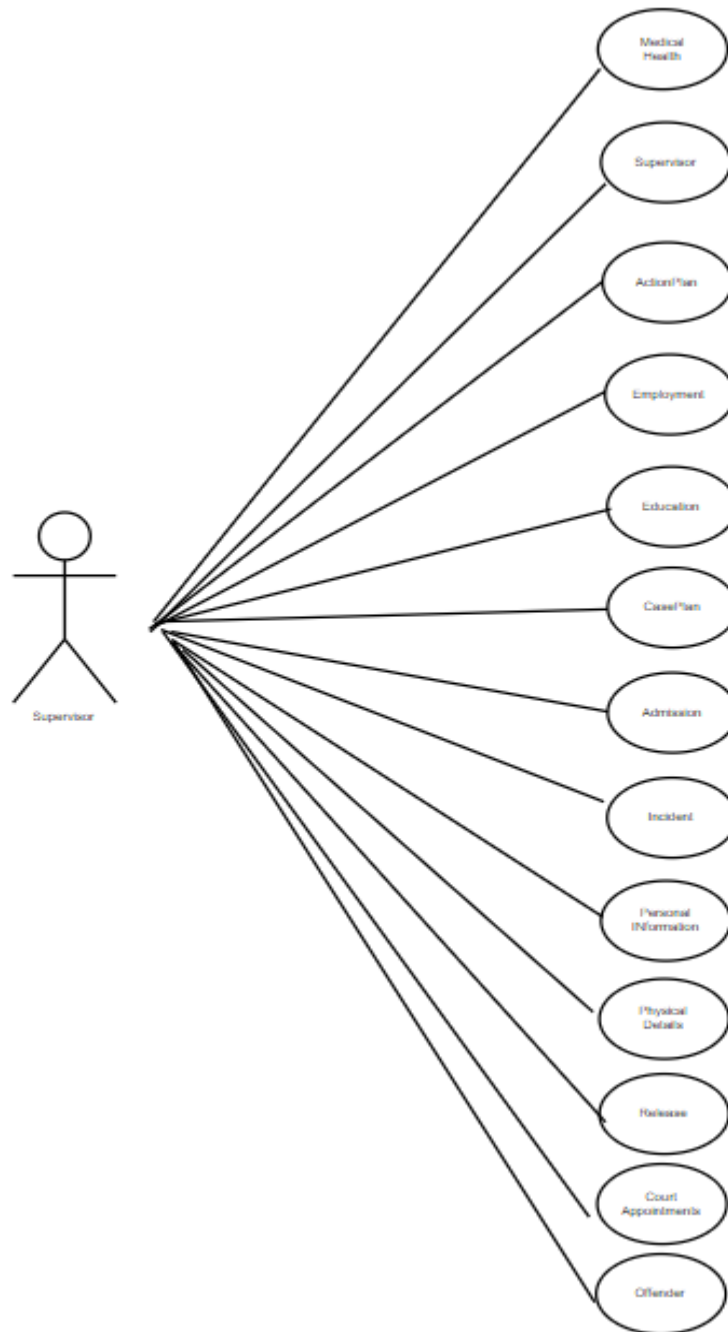 Medical
Health
Supervisor
ActionPlan
Employment
Education
CasePlan
Supervisor
Admission
Incident
Personal
INformation
Physical
Details
Release
Court
Appointments
Offender